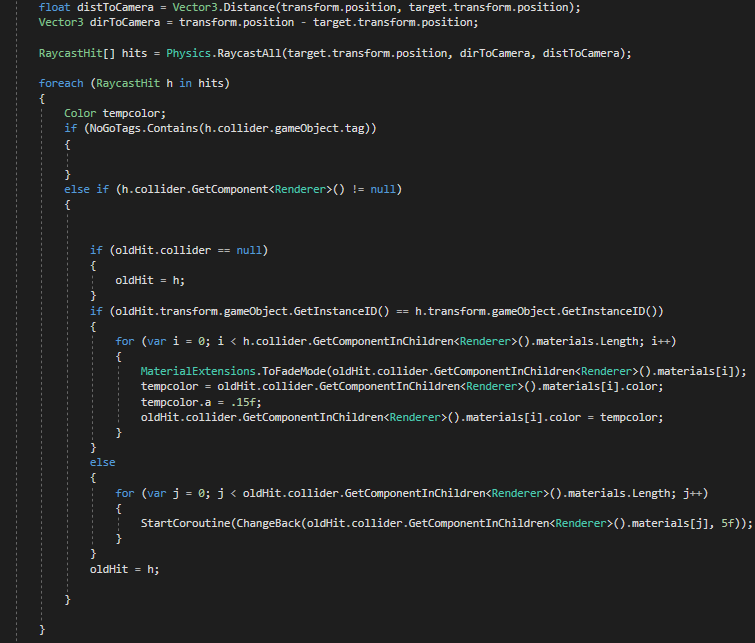 float distToCamera = Vector3.Distance(transform.position, target.transform.position);
Vector3 dirToCamera = transform.position - target.transform.position;
RaycastHit[] hits = Physics.RaycastAll(target.transform.position, dirToCamera, distToCamera);
foreach (RaycastHit h in hits)
{
Color tempcolor;
if (NoGoTags.Contains(h.collider.gameObject.tag))
{
}
else if (h.collider.GetComponent<Renderer>() != null)
{
if (oldHit.collider == null)
{
oldHit = h;
}
if (oldHit.transform.gameObject.GetInstanceID() == h.transform.gameObject.GetInstanceID())
{
for (var i = 0; i < h.collider.GetComponentInChildren<Renderer>().materials.Length; i++)
{
MaterialExtensions.ToFadeMode(oldHit.collider.GetComponentInChildren<Renderer>().materials[i]);
tempcolor = oldHit.collider.GetComponentInChildren<Renderer>().materials[i].color;
tempcolor.a = .15f;
oldHit.collider.GetComponentInChildren<Renderer>().materials[i].color = tempcolor;
}
}
else
{
for (var j = 0; j < oldHit.collider.GetComponentInChildren<Renderer>().materials.Length; j++)
{
StartCoroutine(ChangeBack(oldHit.collider.GetComponentInChildren<Renderer>().materials[j], 5f));
}
}
oldHit = h;
}
}